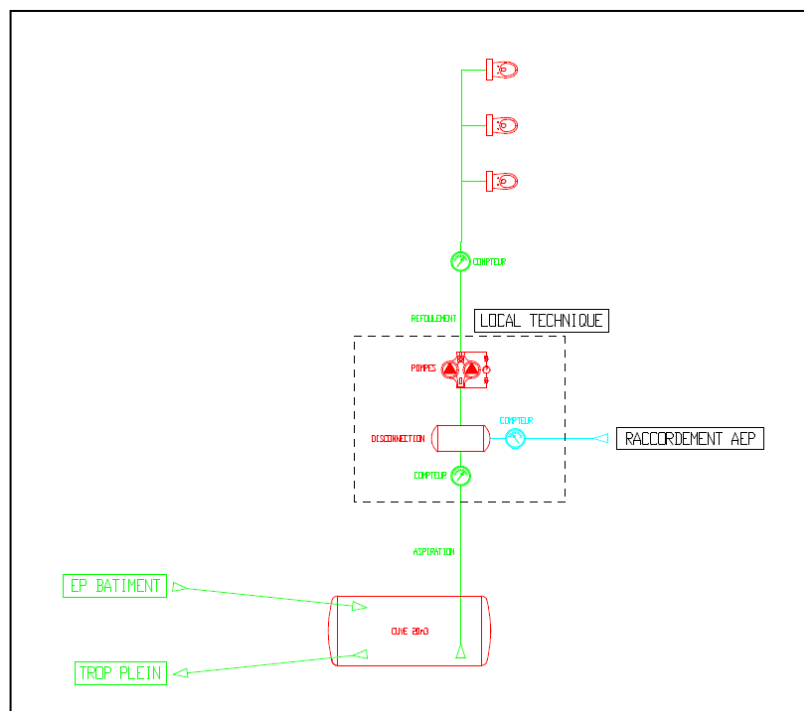 COMPTEUR
REFOULEMENT
LOCAL TECHNIQUE
POMPES
COMPTEUR
DISCONNECTION
RACCORDEMENT AEP
COMPTEUR
ASPIRATION
EP BATIMENT
CUVE 20m3
TROP PLEIN